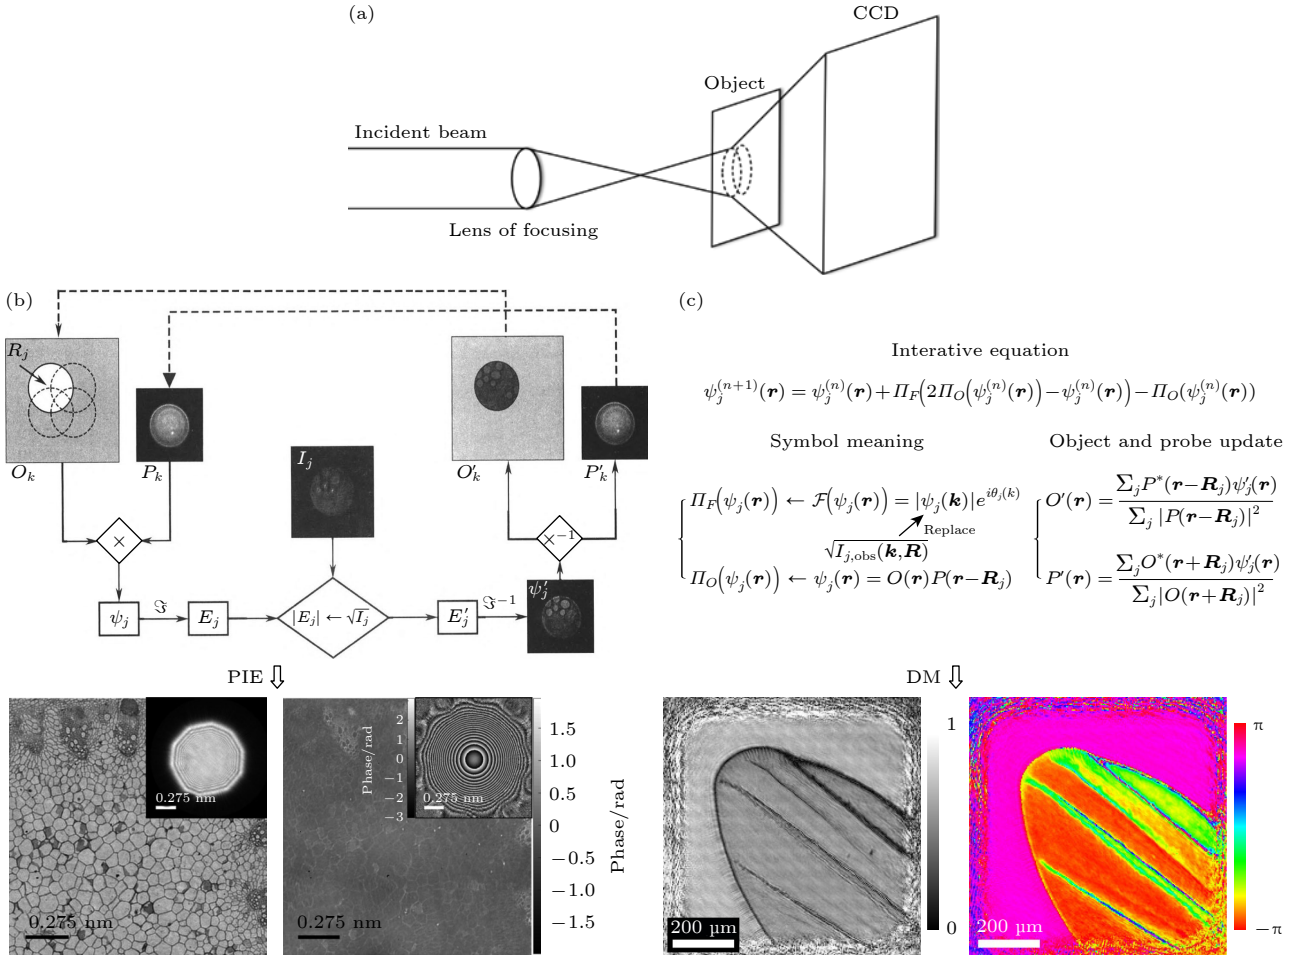 (a)
CCD
Object
Incident beam
Lens of focusing
(b)
R_j
O_k
P_k
I_j
O′_k
P′_k
×
×⁻¹
ψ_j
ℑ
E_j
|E_j| ← √I_j
E′_j
ℑ⁻¹
ψ′_j
PIE
0.275 nm
0.275 nm
2
1
0
−1
−2
−3
Phase/rad
0.275 nm
0.275 nm
1.5
1.0
0.5
0
−0.5
−1.0
−1.5
Phase/rad
(c)
Interative equation
ψ_j^{(n+1)}(r) = ψ_j^{(n)}(r) + Π_F(2Π_O(ψ_j^{(n)}(r)) − ψ_j^{(n)}(r)) − Π_O(ψ_j^{(n)}(r))
Symbol meaning
Π_F(ψ_j(r)) ← F(ψ_j(r)) = |ψ_j(k)|e^{iθ_j(k)}
Replace
√I_{j,obs}(k,R)
Π_O(ψ_j(r)) ← ψ_j(r) = O(r)P(r−R_j)
Object and probe update
O′(r) = ∑_j P*(r−R_j)ψ′_j(r) / ∑_j |P(r−R_j)|²
P′(r) = ∑_j O*(r+R_j)ψ′_j(r) / ∑_j |O(r+R_j)|²
DM
200 μm
1
0
200 μm
π
−π